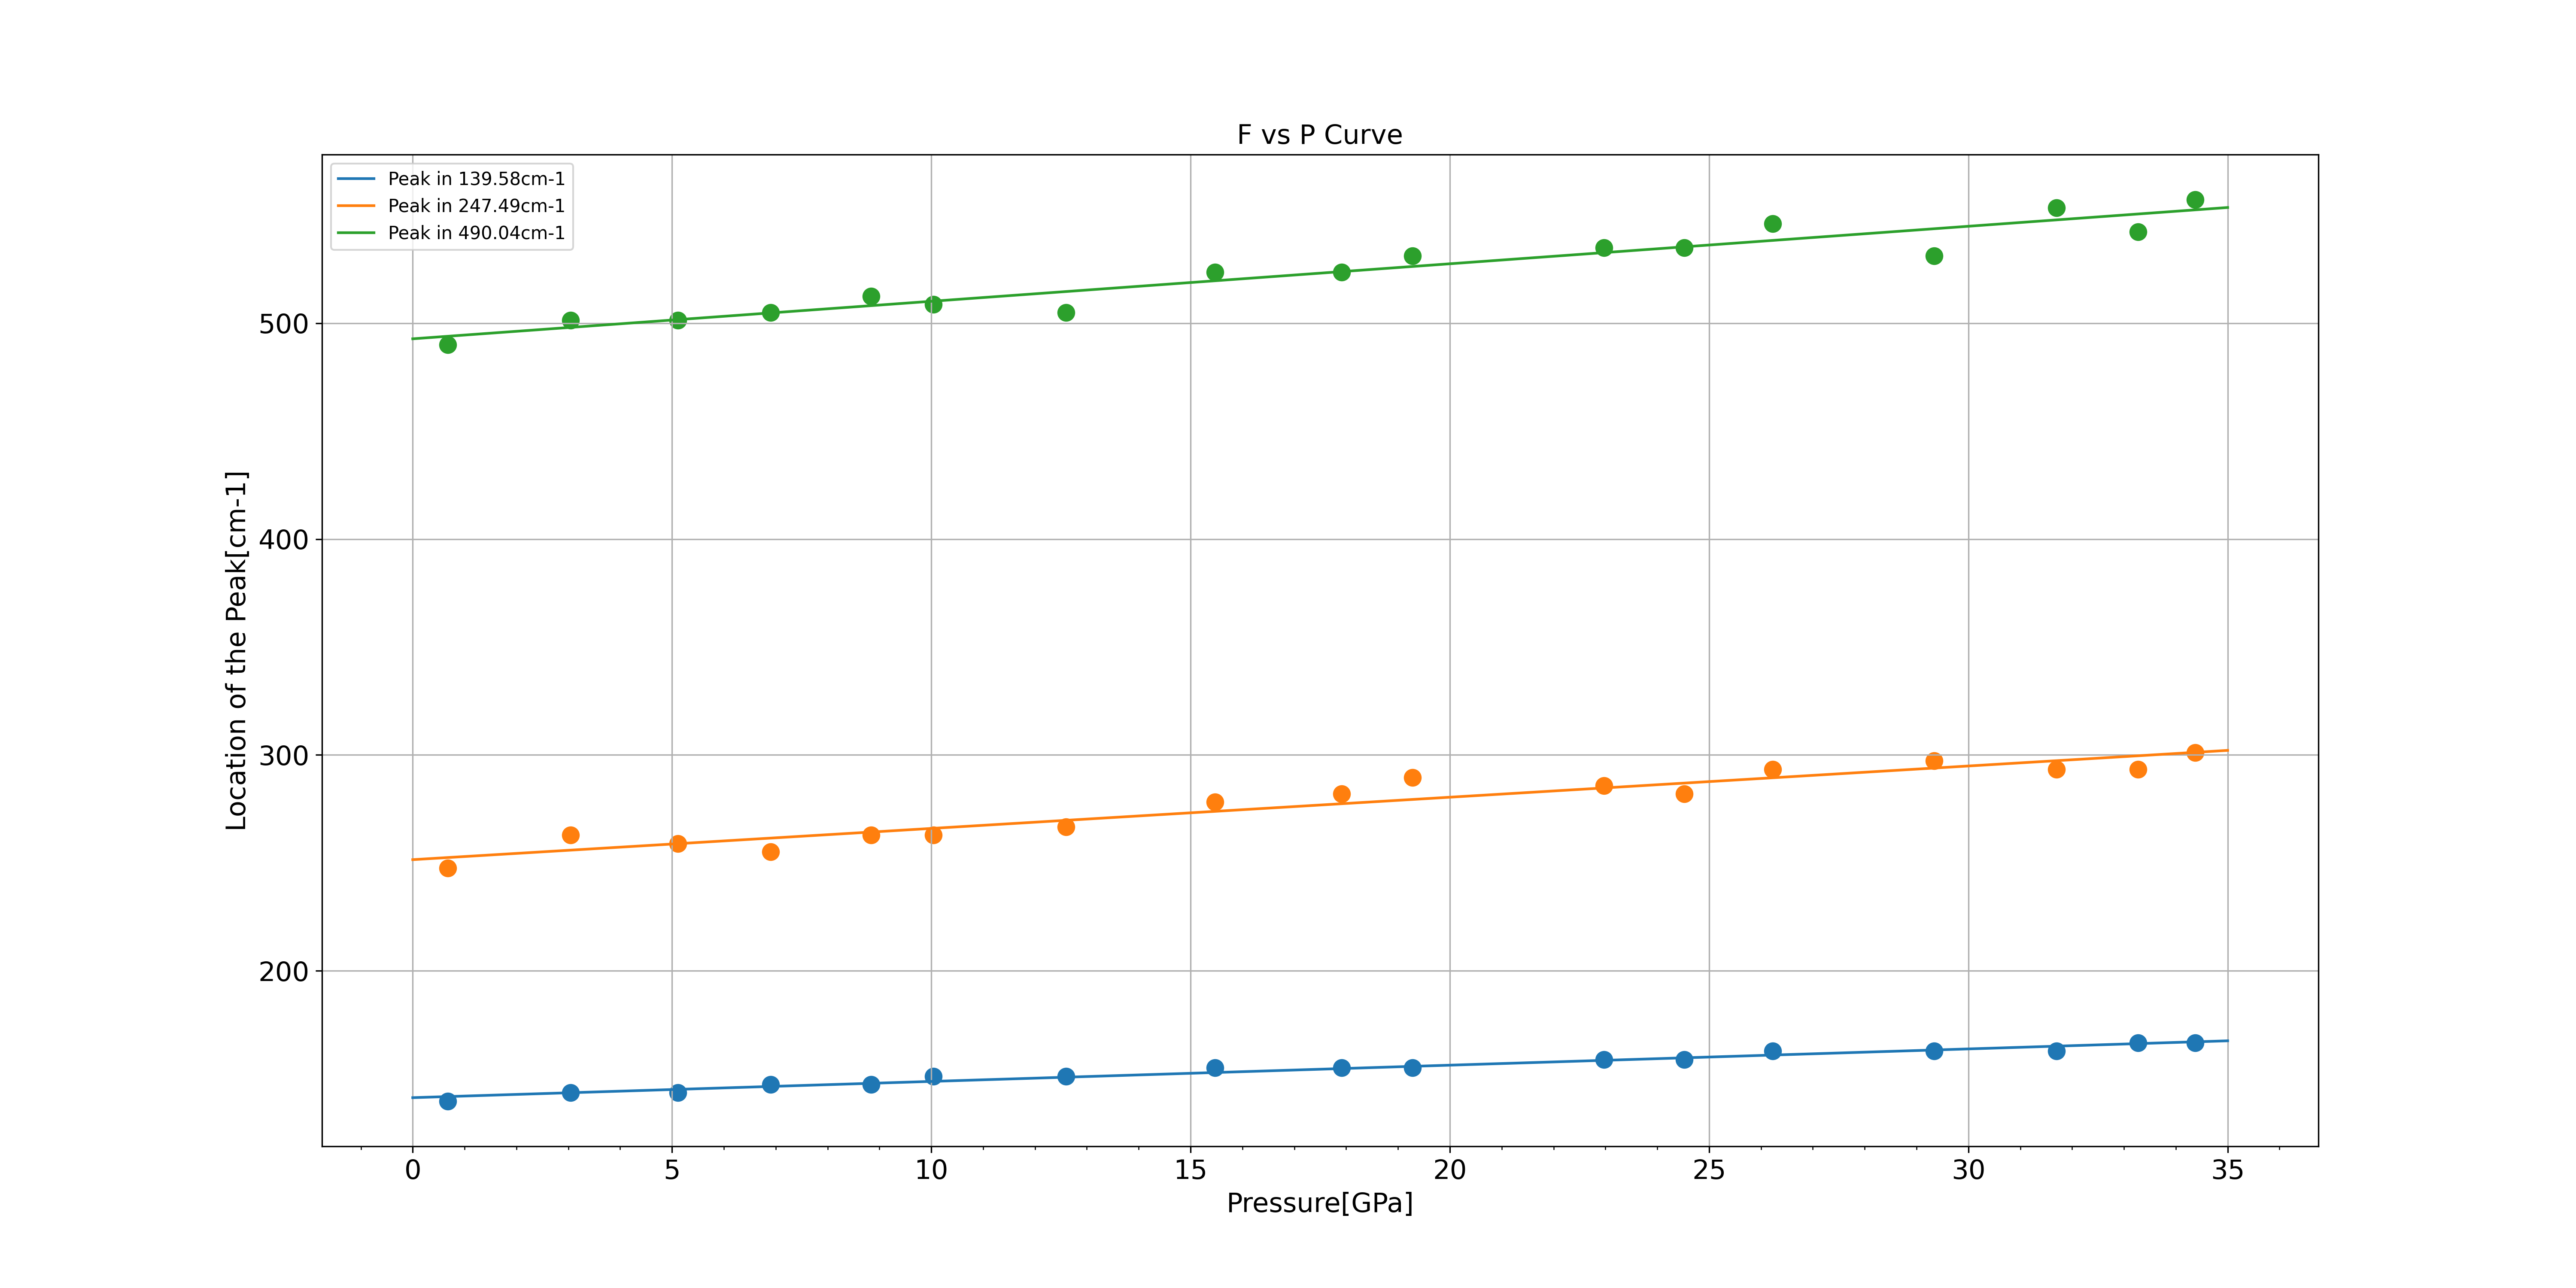 F vs P Curve
Peak in 139.58cm-1
Peak in 247.49cm-1
Peak in 490.04cm-1
Location of the Peak[cm-1]
500
400
300
200
0 5 10 15 20 25 30 35
Pressure[GPa]